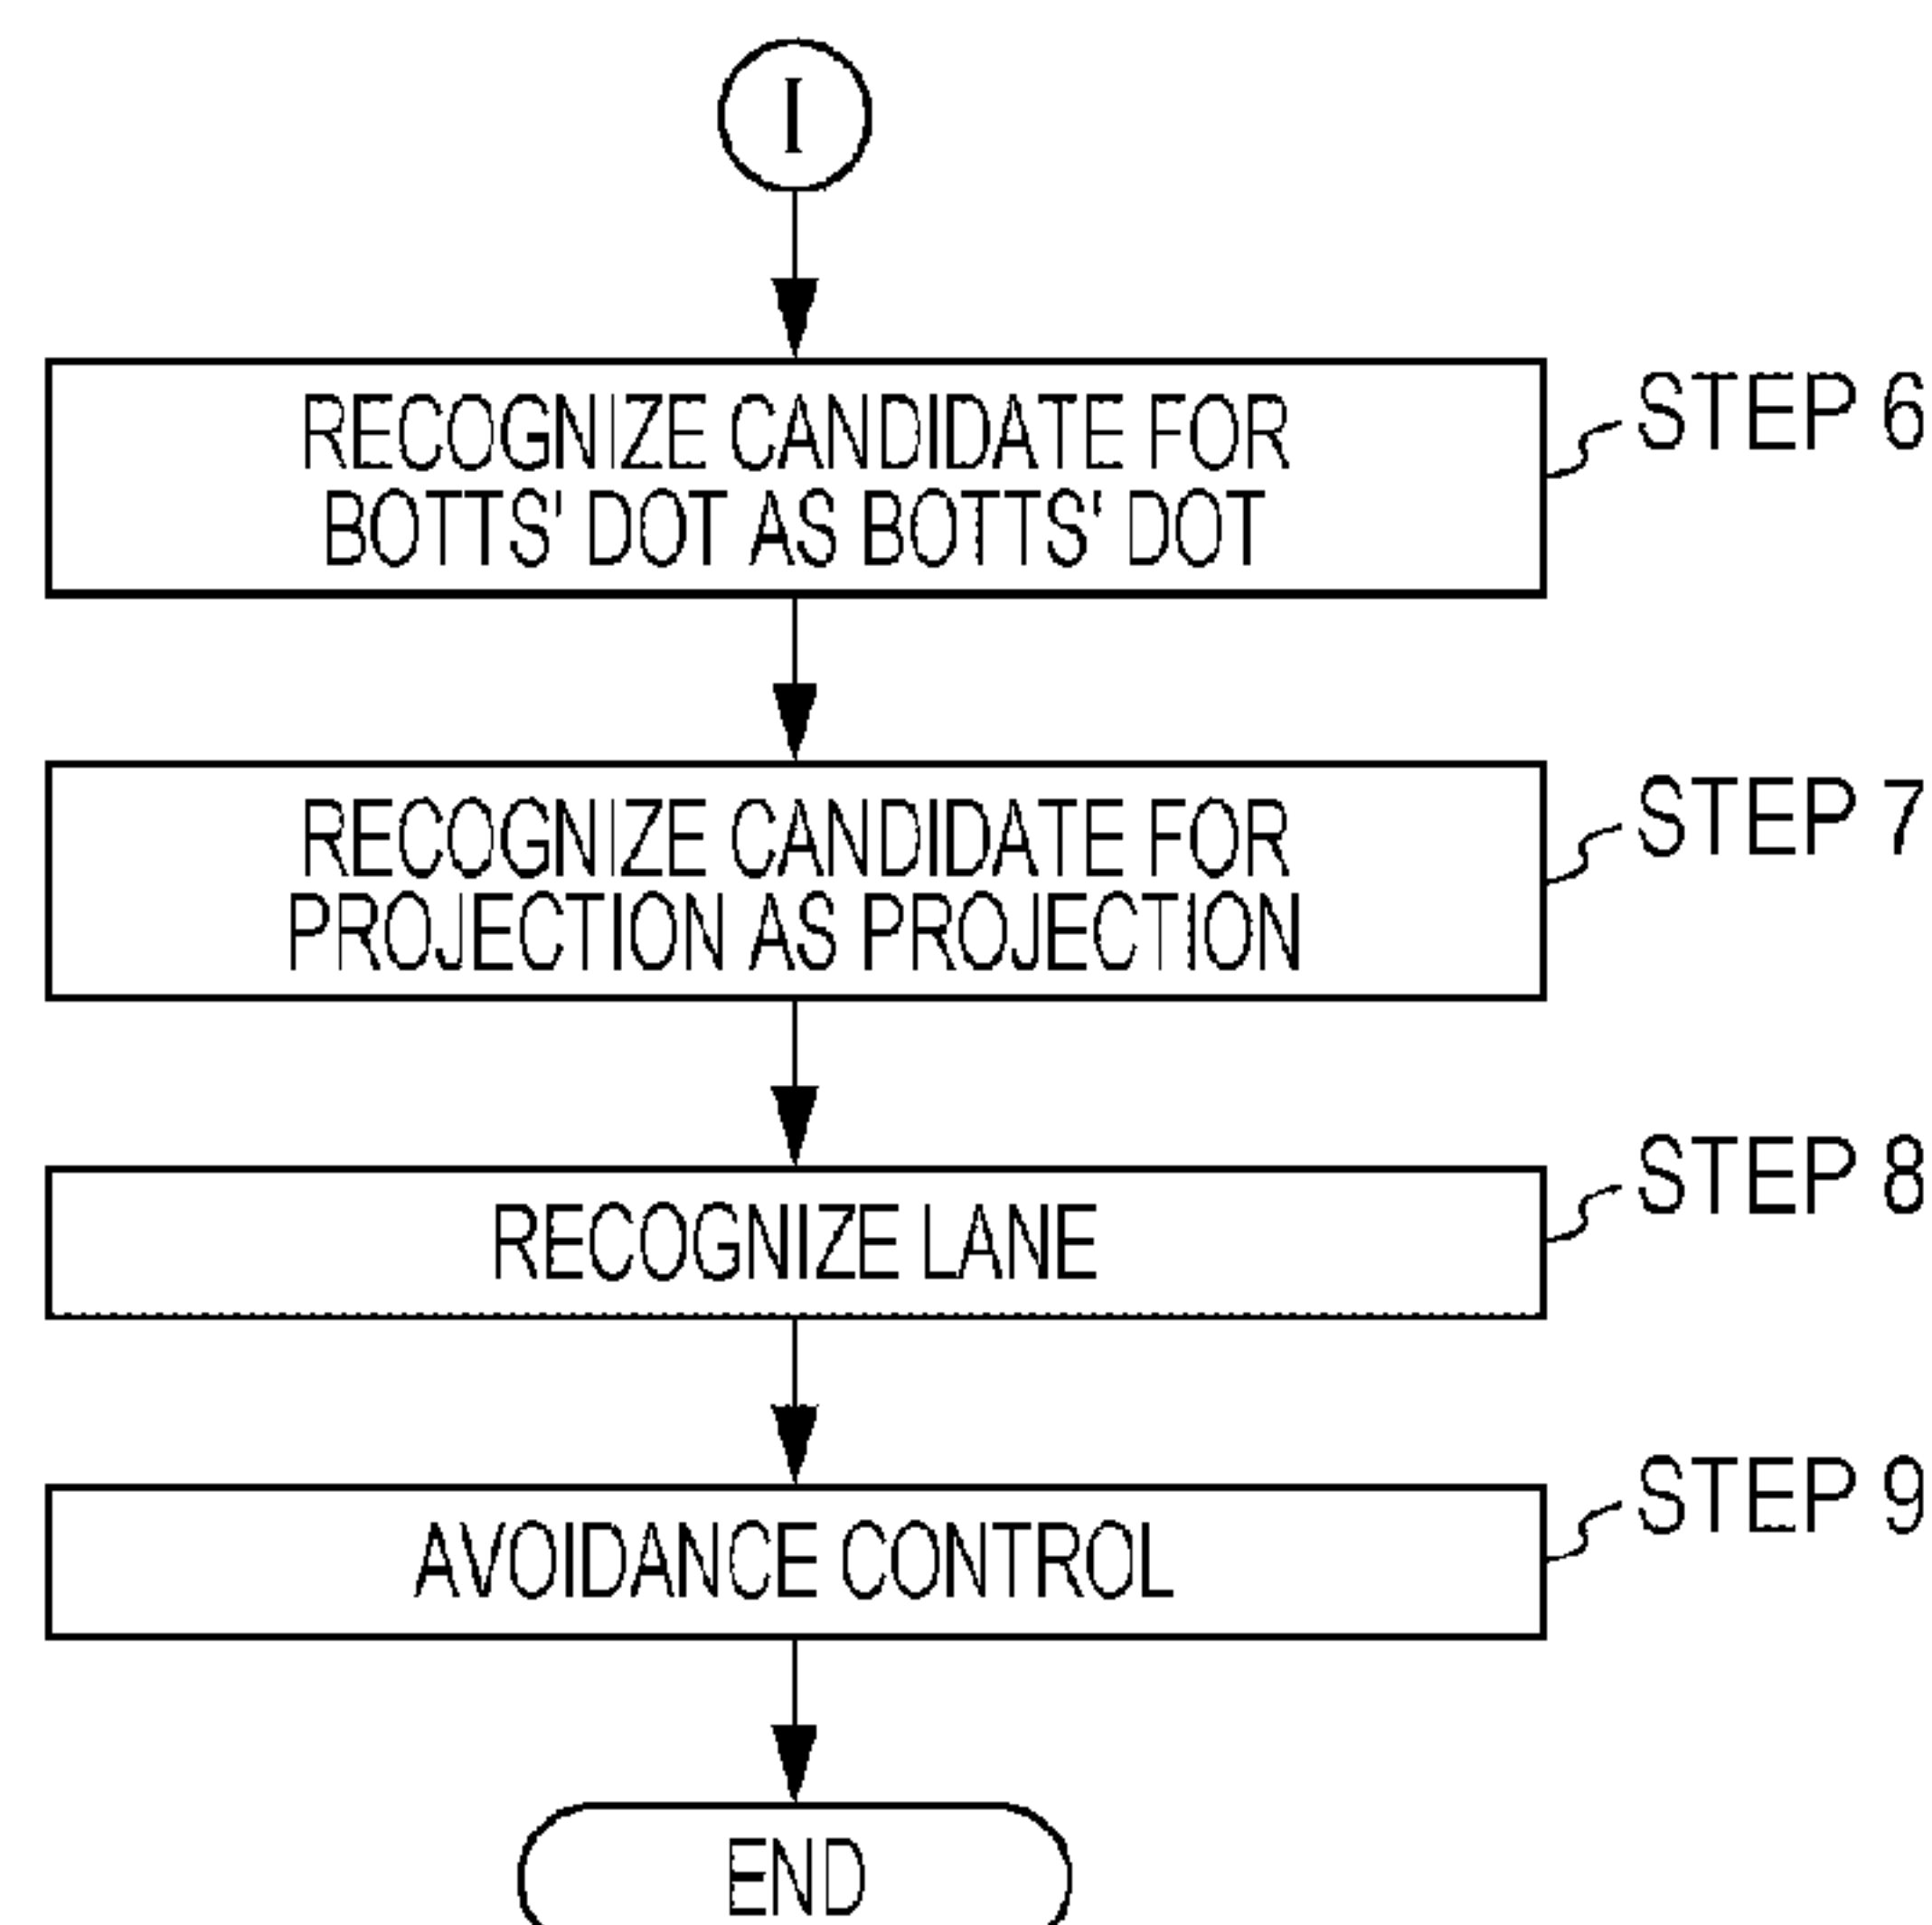 I
RECOGNIZE CANDIDATE FOR
BOTTS' DOT AS BOTTS' DOT
STEP 6
RECOGNIZE CANDIDATE FOR
PROJECTION AS PROJECTION
STEP 7
RECOGNIZE LANE
STEP 8
AVOIDANCE CONTROL
STEP 9
END